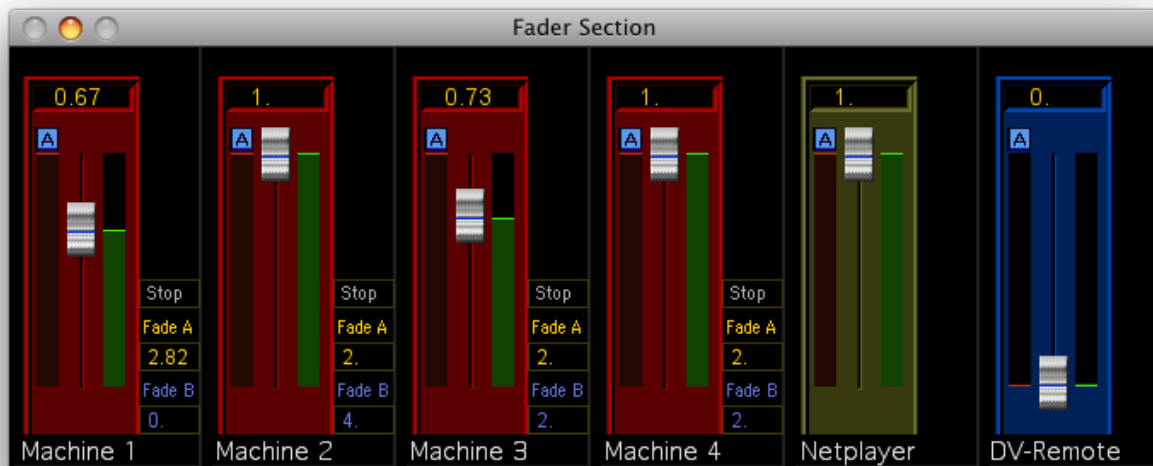 Fader Section
0.67
A
Stop
Fade A
2.82
Fade B
0.
Machine 1
1.
A
Stop
Fade A
2.
Fade B
4.
Machine 2
0.73
A
Stop
Fade A
2.
Fade B
2.
Machine 3
1.
A
Stop
Fade A
2.
Fade B
2.
Machine 4
1.
A
Netplayer
0.
A
DV-Remote